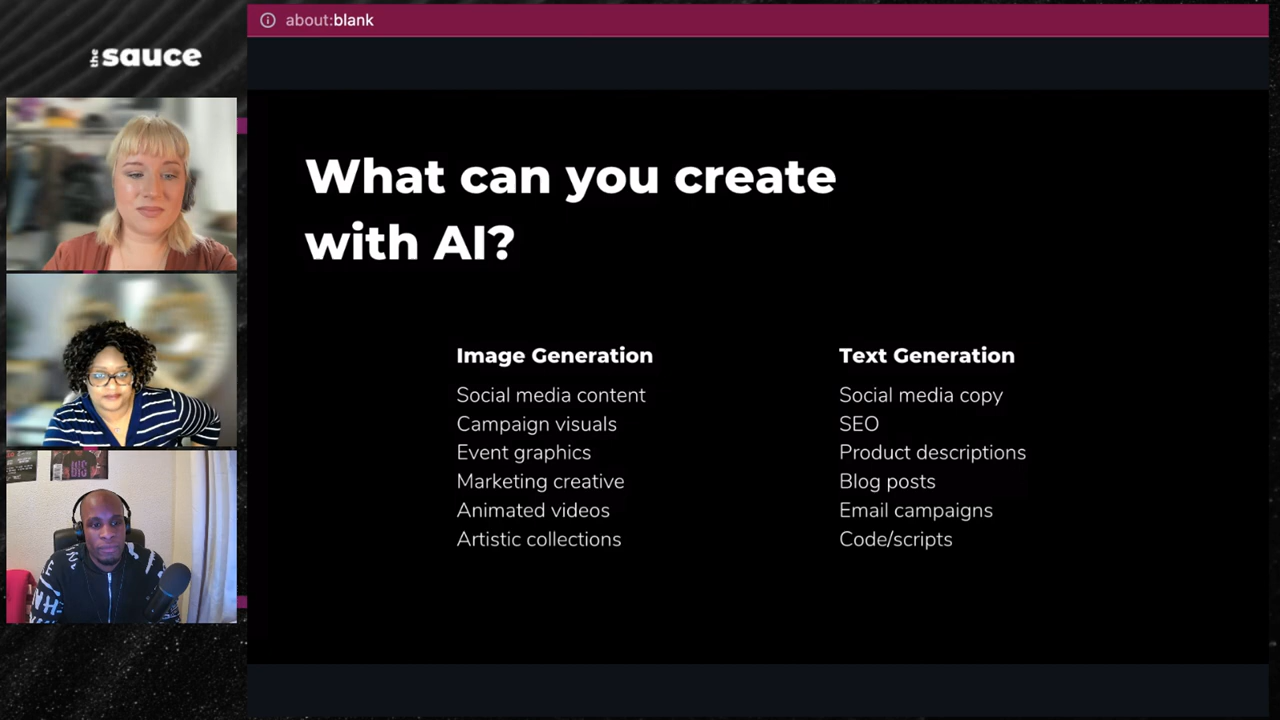 the sauce
about:blank
What can you create
with AI?
Image Generation
Social media content
Campaign visuals
Event graphics
Marketing creative
Animated videos
Artistic collections
Text Generation
Social media copy
SEO
Product descriptions
Blog posts
Email campaigns
Code/scripts